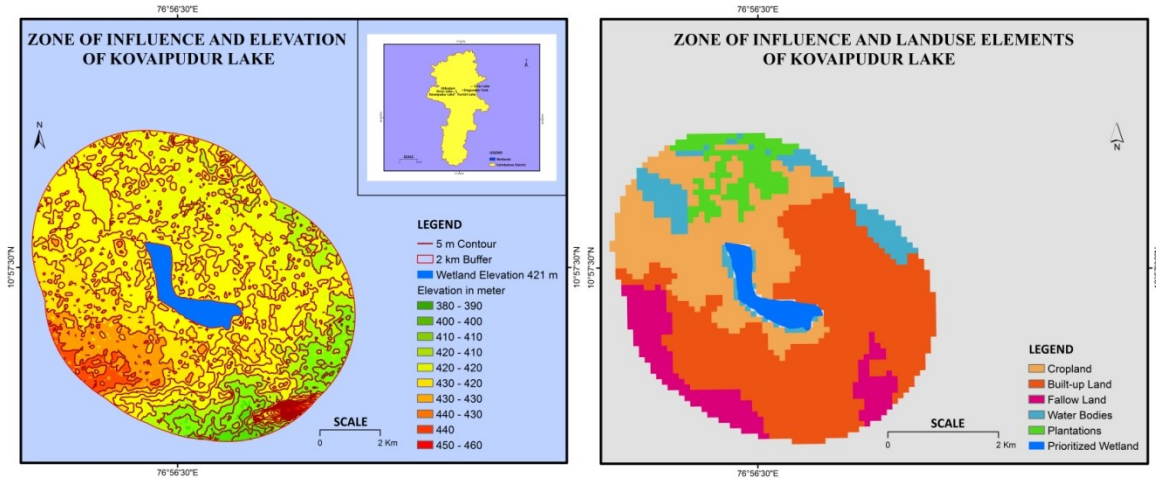 76°56'30"E
ZONE OF INFLUENCE AND ELEVATION
OF KOVAIPUDUR LAKE
N
10°57'30"N
LEGEND
5 m Contour
2 km Buffer
Wetland Elevation 421 m
Elevation in meter
380 - 390
400 - 400
410 - 410
420 - 410
420 - 420
430 - 420
430 - 430
440 - 430
440
450 - 460
SCALE
0 2 Km
76°56'30"E
76°56'30"E
ZONE OF INFLUENCE AND LANDUSE ELEMENTS
OF KOVAIPUDUR LAKE
N
10°57'30"N
10°57'30"N
LEGEND
Cropland
Built-up Land
Fallow Land
Water Bodies
Plantations
Prioritized Wetland
SCALE
0 2 Km
76°56'30"E